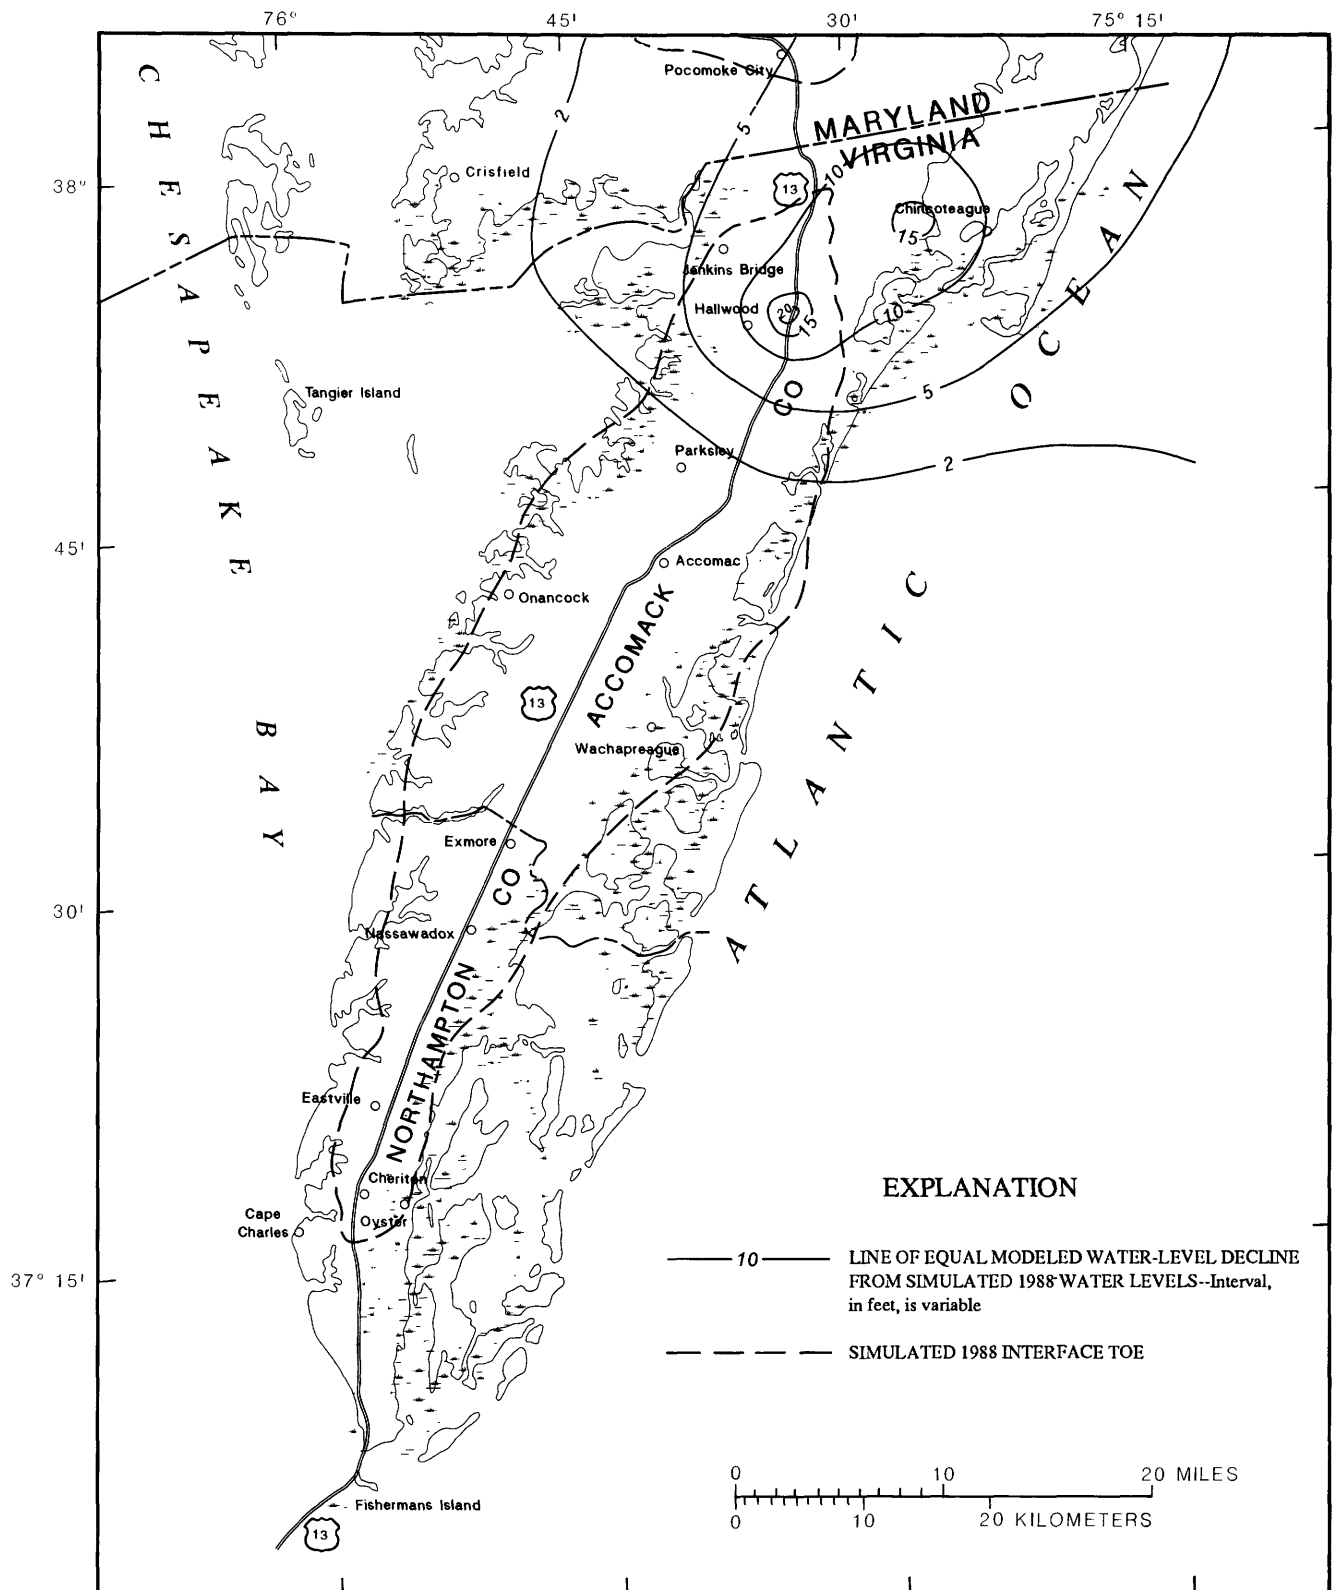 76°
45'
30'
75° 15'
Pocomoke City
2
5
MARYLAND
VIRGINIA
CHESAPEAKE BAY
Crisfield
38°
13
10
Chincoteague
15
Jenkins Bridge
Hallwood
20
15
10
ATLANTIC OCEAN
Tangier Island
5
CO
Parksley
2
45'
Accomac
Onancock
ACCOMACK
13
Wachapreague
Exmore
CO
30'
Nassawadox
NORTHAMPTON
Eastville
Cheriton
Cape
Charles
Oyster
37° 15'
EXPLANATION
10
LINE OF EQUAL MODELED WATER-LEVEL DECLINE
FROM SIMULATED 1988 WATER LEVELS--Interval,
in feet, is variable
SIMULATED 1988 INTERFACE TOE
0 10 20 MILES
0 10 20 KILOMETERS
Fishermans Island
13